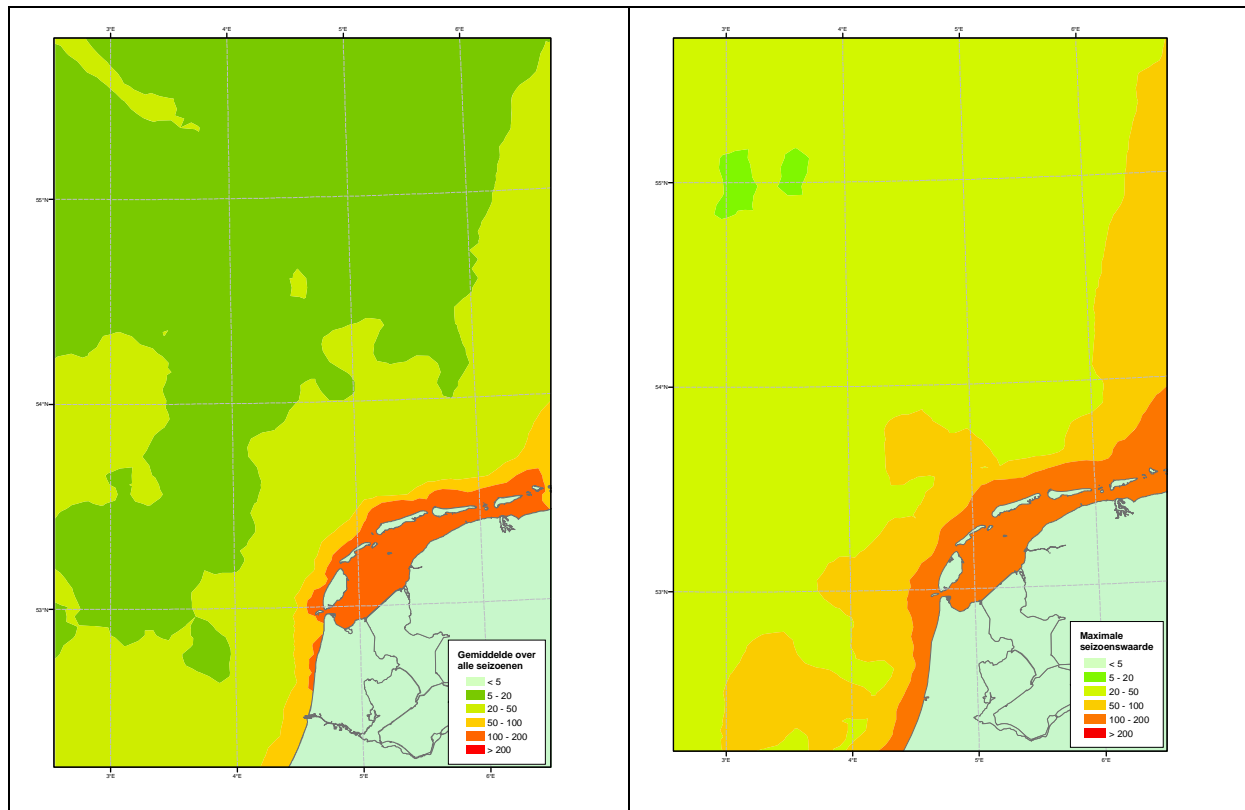 3°E 4°E 5°E 6°E
55°N
54°N
53°N
3°E 4°E 5°E 6°E
Gemiddelde over
alle seizoenen
< 5
5 - 20
20 - 50
50 - 100
100 - 200
> 200
3°E 4°E 5°E 6°E
55°N
54°N
53°N
3°E 4°E 5°E 6°E
Maximale
seizoenswaarde
< 5
5 - 20
20 - 50
50 - 100
100 - 200
> 200